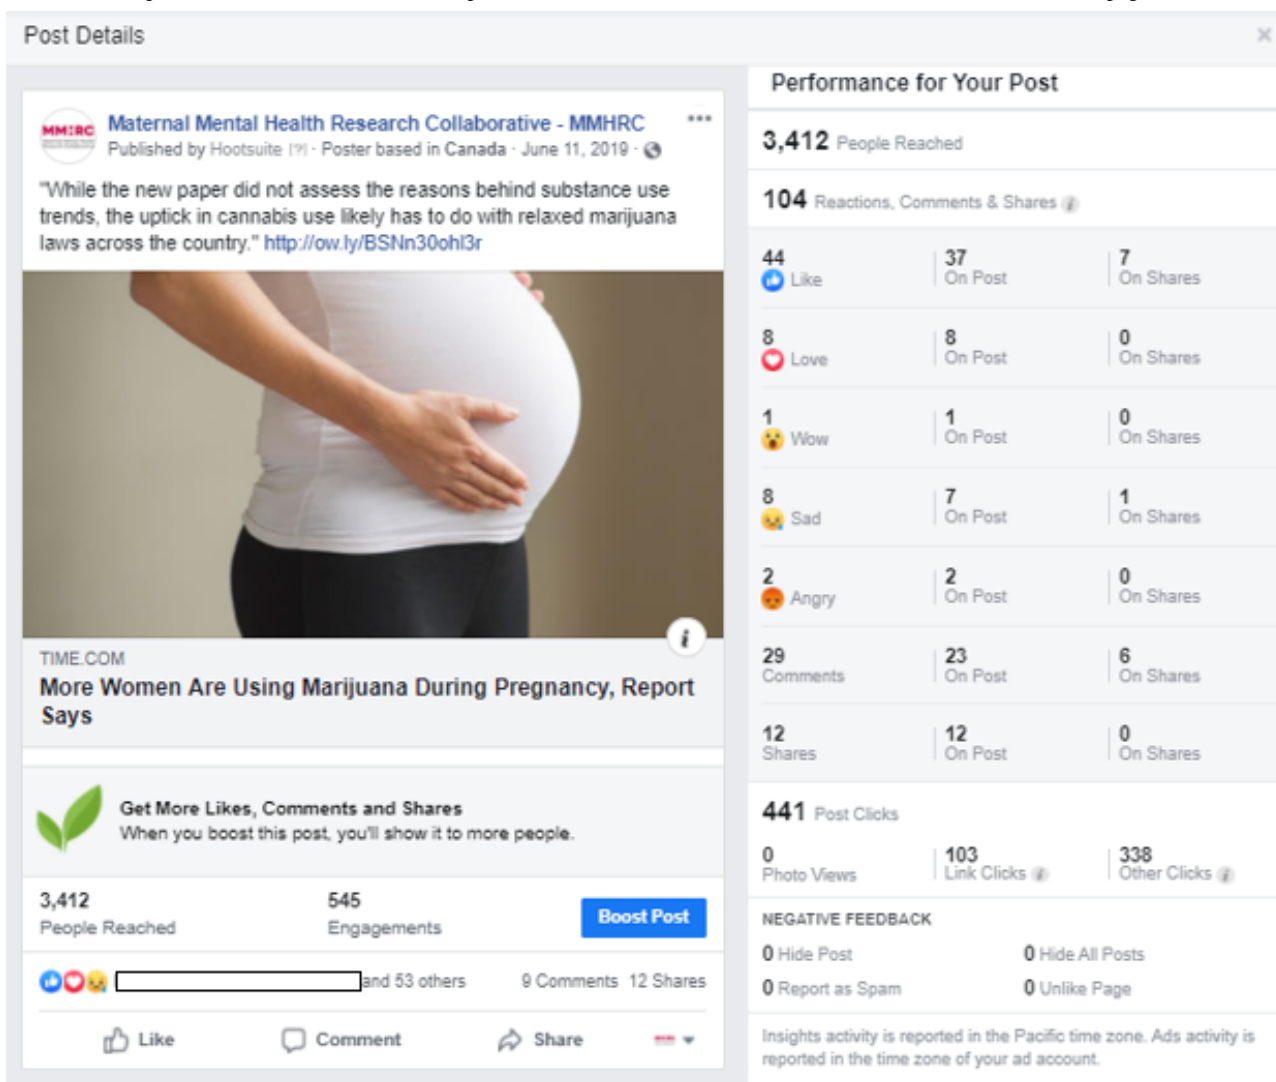 Post Details
MMHRC
Maternal Mental Health Research Collaborative - MMHRC
Published by Hootsuite [?] · Poster based in Canada · June 11, 2019 ·
"While the new paper did not assess the reasons behind substance use
trends, the uptick in cannabis use likely has to do with relaxed marijuana
laws across the country." http://ow.ly/BSNn30ohl3r
i
TIME.COM
More Women Are Using Marijuana During Pregnancy, Report
Says
Get More Likes, Comments and Shares
When you boost this post, you'll show it to more people.
3,412
People Reached
545
Engagements
Boost Post
and 53 others
9 Comments 12 Shares
Like
Comment
Share
Performance for Your Post
3,412 People Reached
104 Reactions, Comments & Shares i
44
Like
37
On Post
7
On Shares
8
Love
8
On Post
0
On Shares
1
Wow
1
On Post
0
On Shares
8
Sad
7
On Post
1
On Shares
2
Angry
2
On Post
0
On Shares
29
Comments
23
On Post
6
On Shares
12
Shares
12
On Post
0
On Shares
441 Post Clicks
0
Photo Views
103
Link Clicks i
338
Other Clicks i
NEGATIVE FEEDBACK
0 Hide Post
0 Hide All Posts
0 Report as Spam
0 Unlike Page
Insights activity is reported in the Pacific time zone. Ads activity is
reported in the time zone of your ad account.